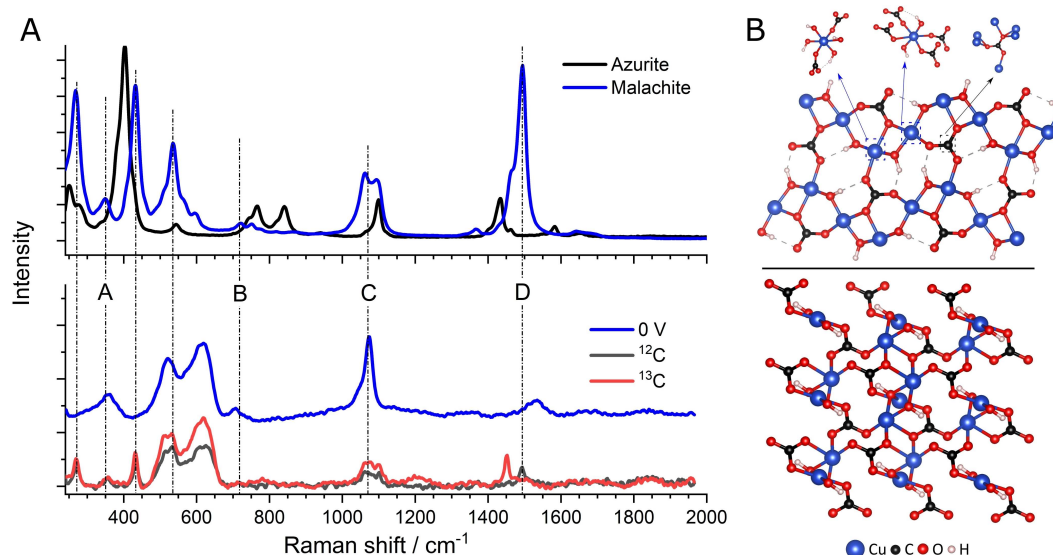 A
B
Intensity
Azurite
Malachite
A
B
C
D
0 V
¹²C
¹³C
400 600 800 1000 1200 1400 1600 1800 2000
Raman shift / cm⁻¹
Cu C O H